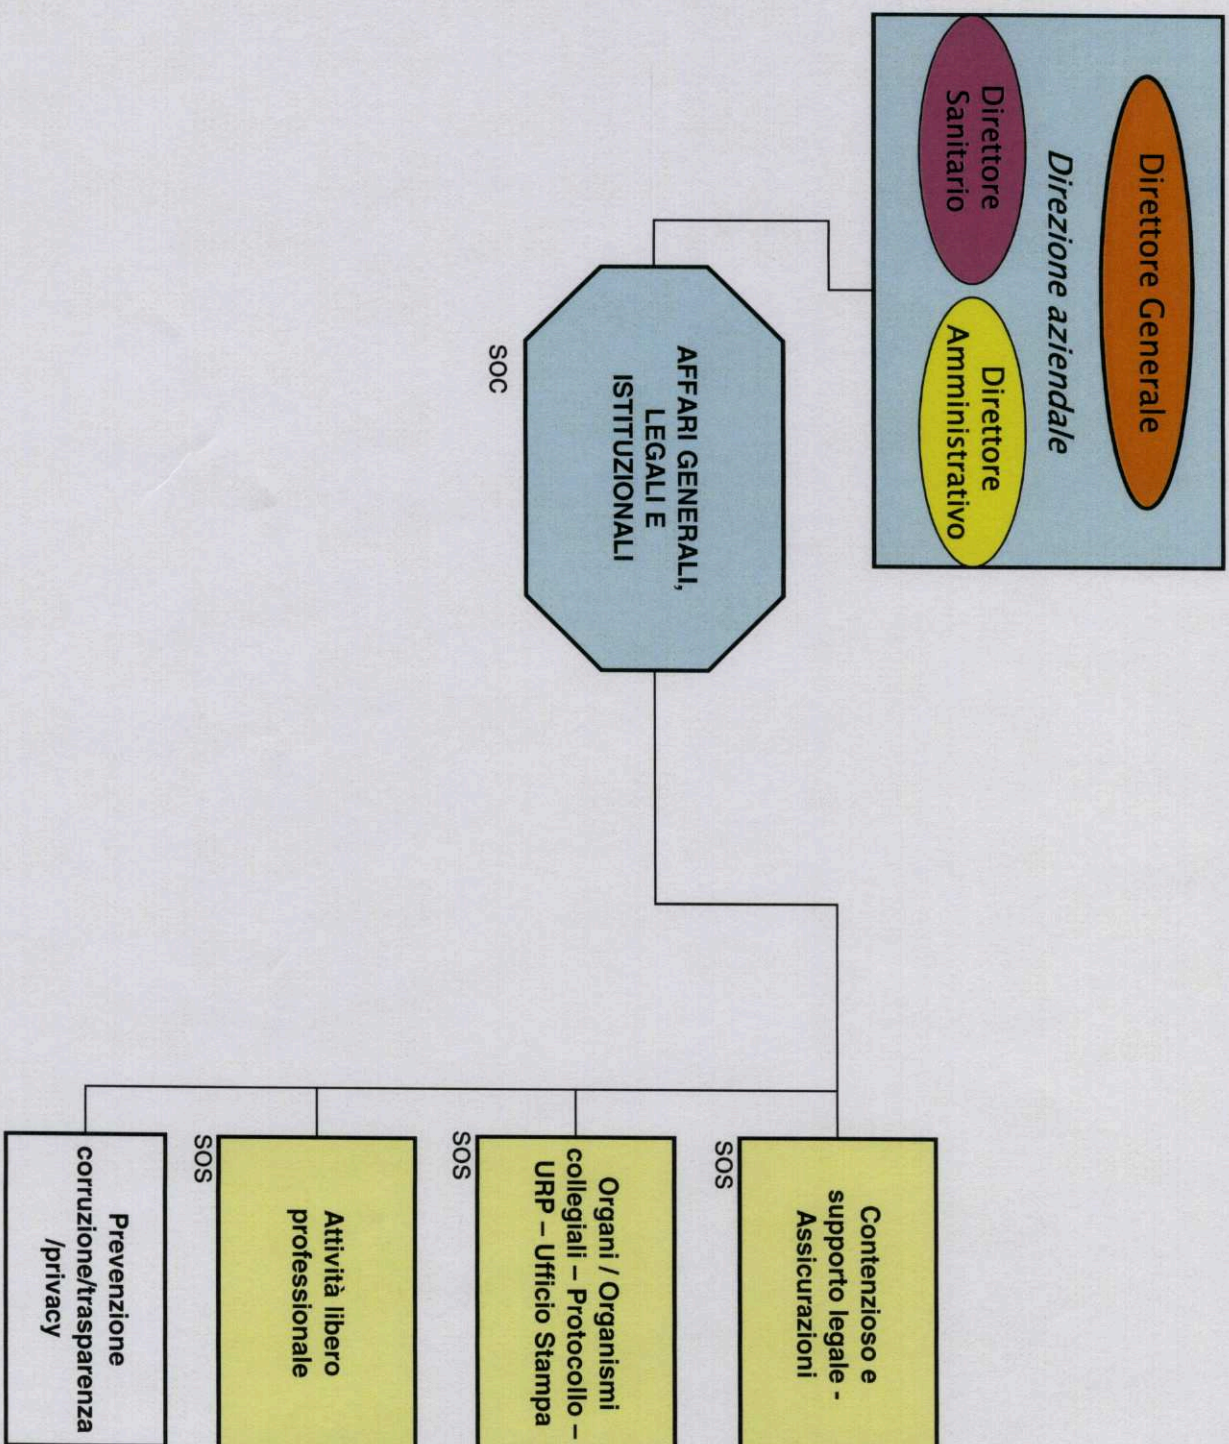 Direttore Generale
Direzione aziendale
Direttore
Sanitario
Direttore
Amministrativo
AFFARI GENERALI,
LEGALI E
ISTITUZIONALI
SOC
Contenzioso e
supporto legale -
Assicurazioni
SOS
Organi / Organismi
collegiali – Protocollo –
URP – Ufficio Stampa
SOS
Attività libero
professionale
SOS
Prevenzione
corruzione/trasparenza
/privacy